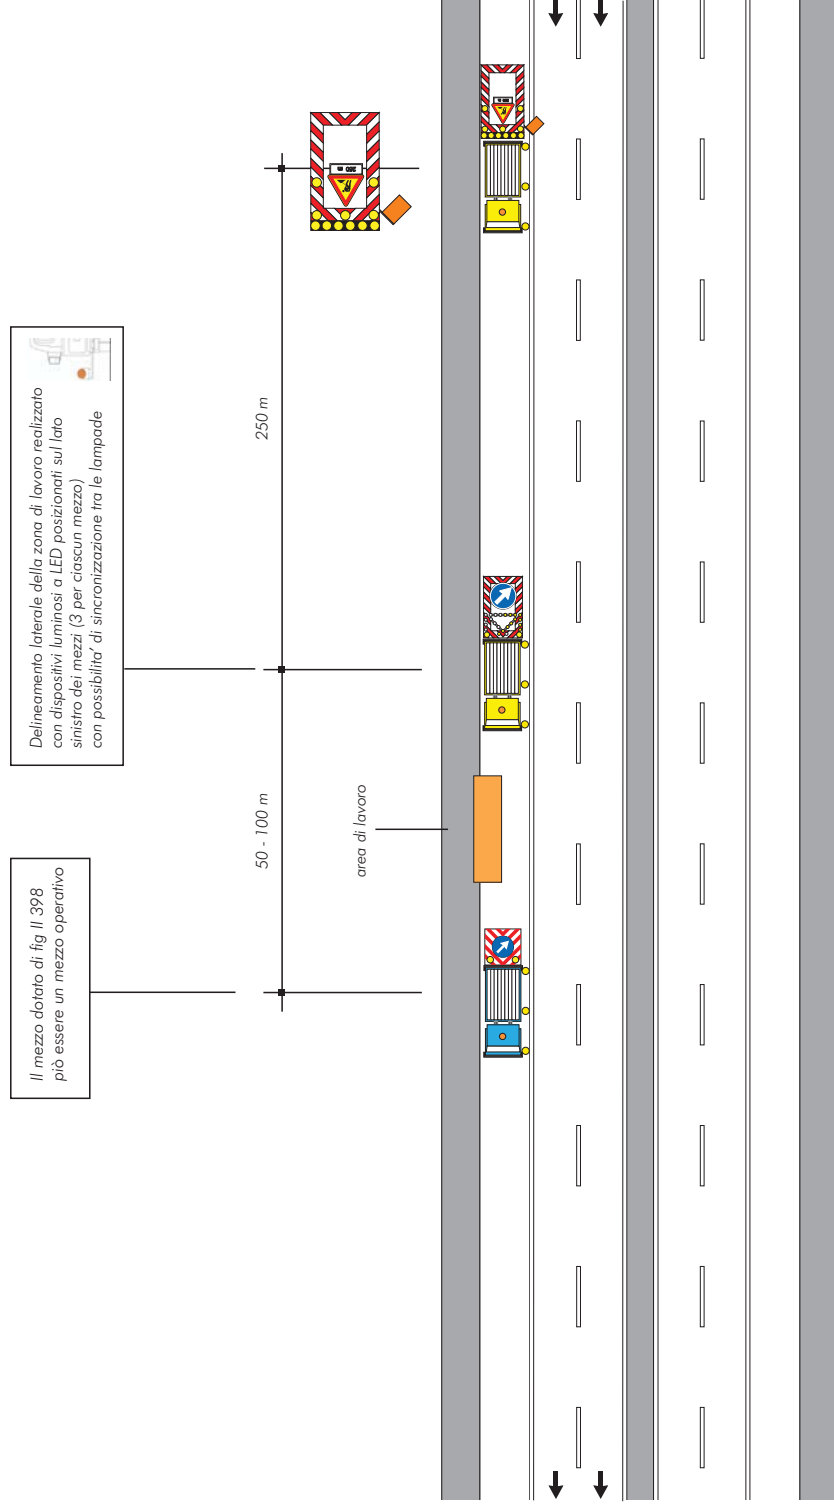 Delineamento laterale della zona di lavoro realizzato
con dispositivi luminosi a LED posizionati sul lato
sinistro dei mezzi (3 per ciascun mezzo)
con possibilita’ di sincronizzazione tra le lampade
Il mezzo dotato di fig II 398
piò essere un mezzo operativo
250 m
50 - 100 m
area di lavoro
250 m